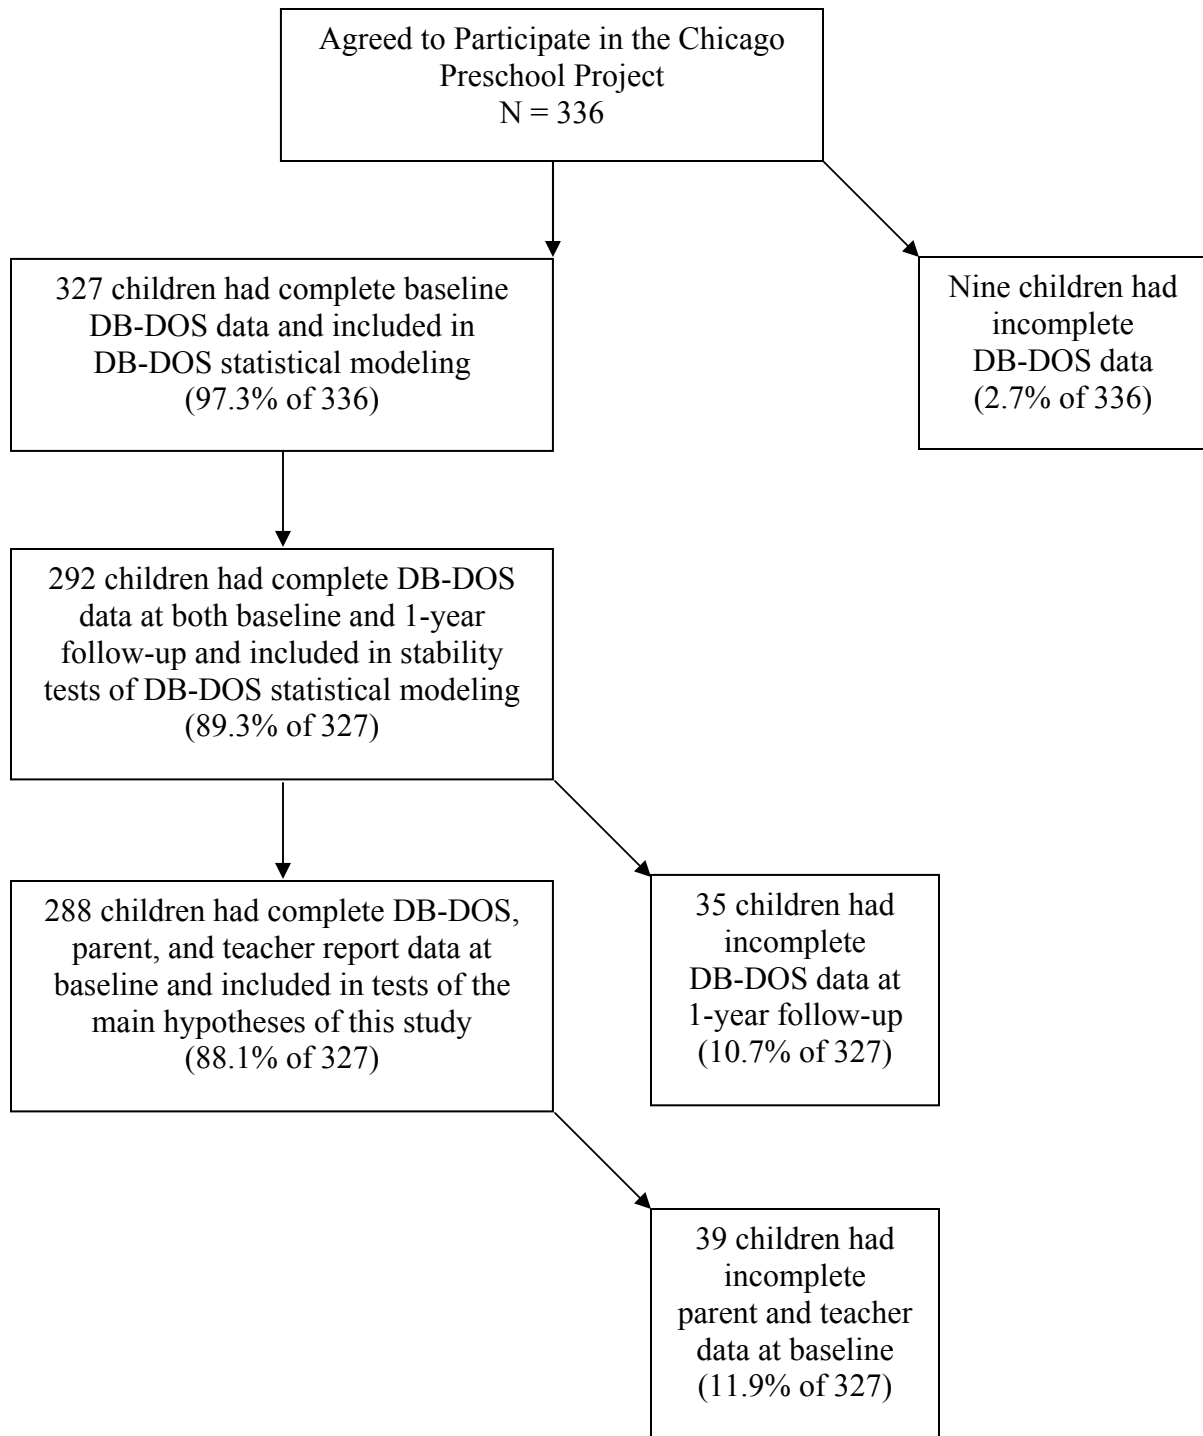 Agreed to Participate in the Chicago
Preschool Project
N = 336
327 children had complete baseline
DB-DOS data and included in
DB-DOS statistical modeling
(97.3% of 336)
Nine children had
incomplete
DB-DOS data
(2.7% of 336)
292 children had complete DB-DOS
data at both baseline and 1-year
follow-up and included in stability
tests of DB-DOS statistical modeling
(89.3% of 327)
288 children had complete DB-DOS,
parent, and teacher report data at
baseline and included in tests of the
main hypotheses of this study
(88.1% of 327)
35 children had
incomplete
DB-DOS data at
1-year follow-up
(10.7% of 327)
39 children had
incomplete
parent and teacher
data at baseline
(11.9% of 327)